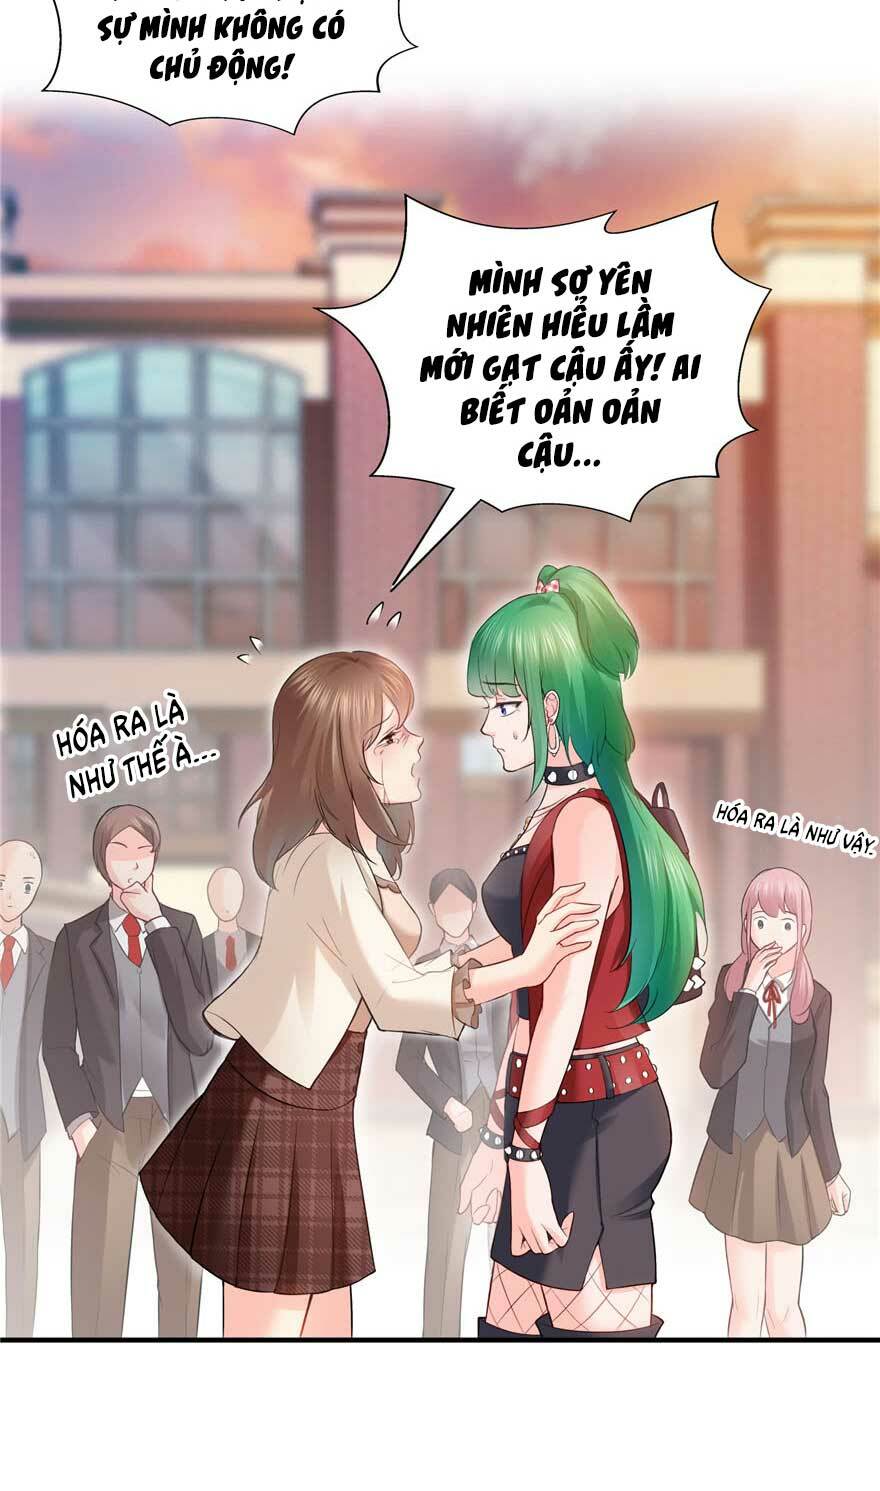 SỰ MÌNH KHÔNG CÓ
CHỦ ĐỘNG!
MÌNH SỢ YÊN
NHIÊN HIỂU LẦM
MỚI GẠT CẬU ẤY! AI
BIẾT OẢN OẢN
CẬU...
HÓA RA LÀ
NHƯ THẾ À...
HÓA RA LÀ NHƯ VẬY.